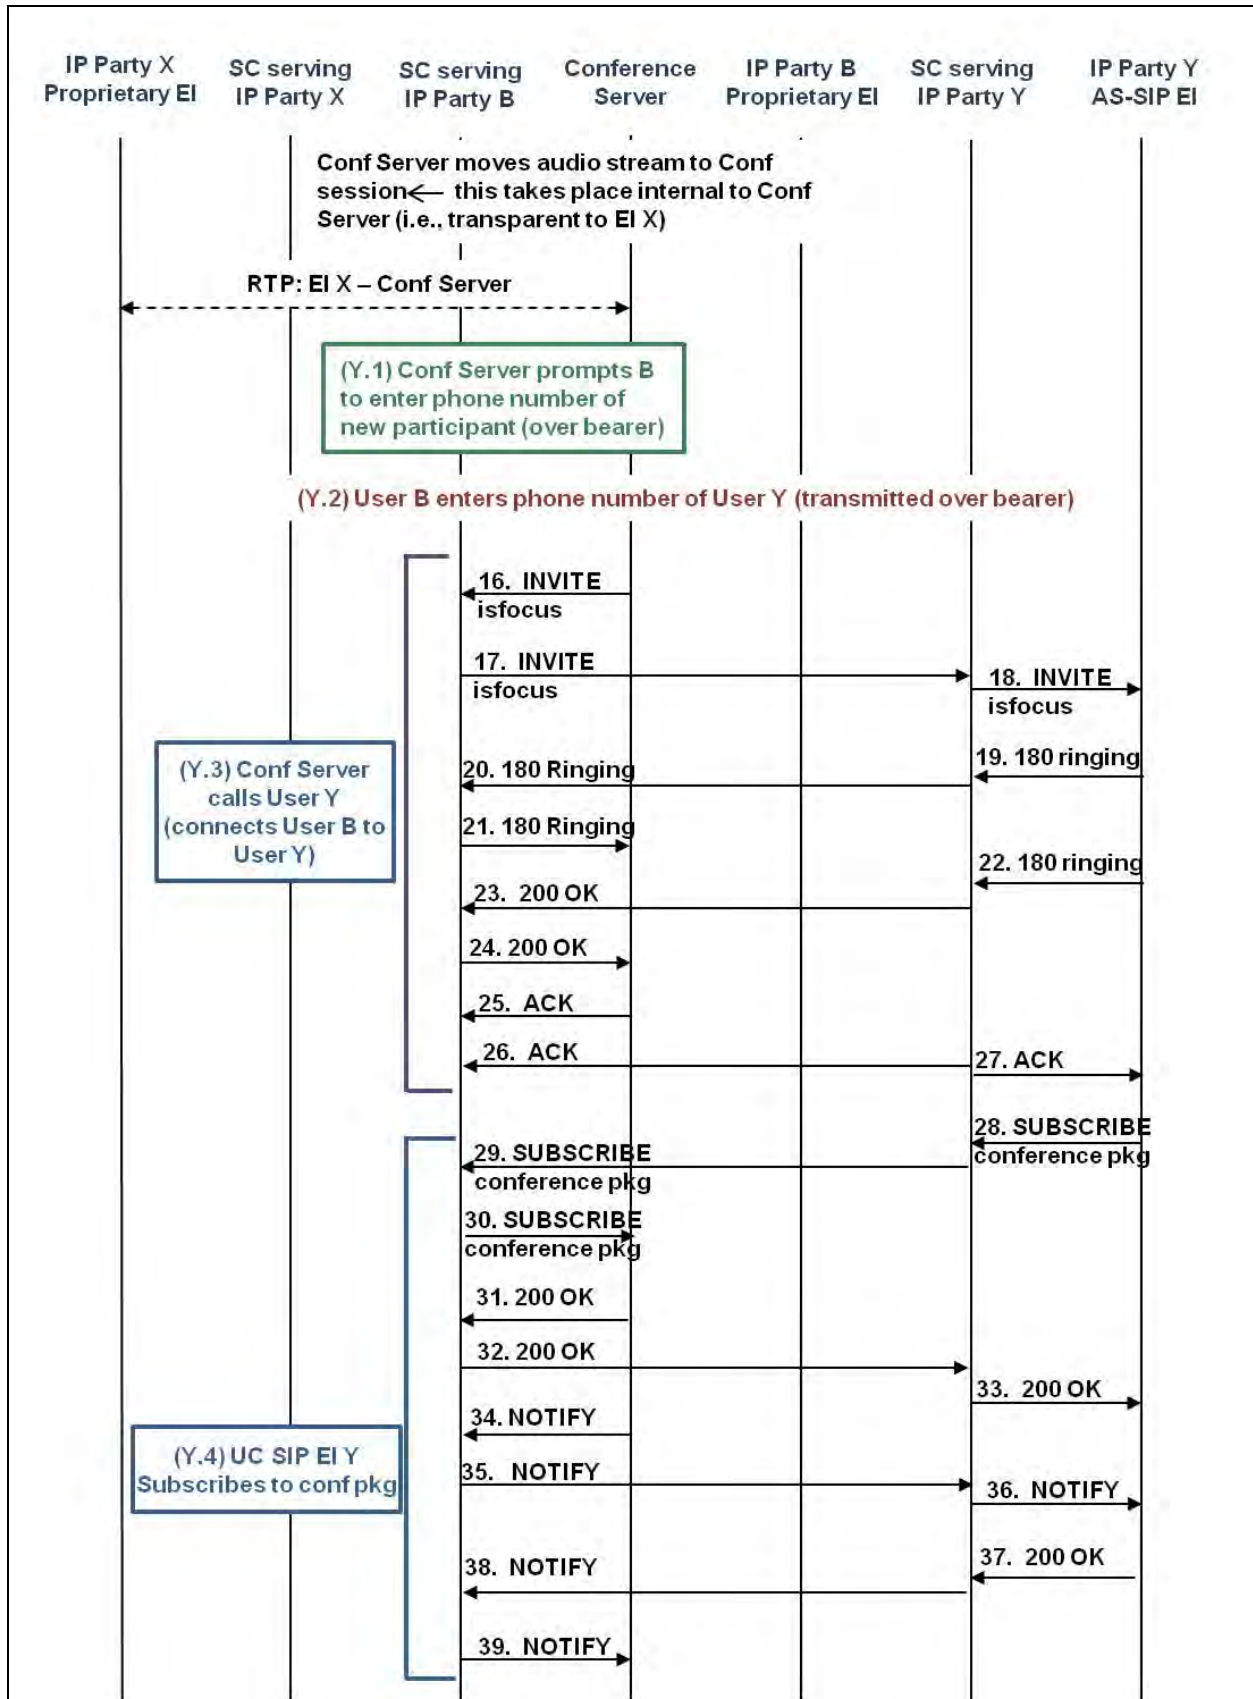 IP Party X
Proprietary EI
SC serving
IP Party X
SC serving
IP Party B
Conference
Server
IP Party B
Proprietary EI
SC serving
IP Party Y
IP Party Y
AS-SIP EI
Conf Server moves audio stream to Conf
session← this takes place internal to Conf
Server (i.e., transparent to EI X)
RTP: EI X – Conf Server
(Y.1) Conf Server prompts B
to enter phone number of
new participant (over bearer)
(Y.2) User B enters phone number of User Y (transmitted over bearer)
16. INVITE
isfocus
17. INVITE
isfocus
18. INVITE
isfocus
(Y.3) Conf Server
calls User Y
(connects User B to
User Y)
19. 180 ringing
20. 180 Ringing
21. 180 Ringing
22. 180 ringing
23. 200 OK
24. 200 OK
25. ACK
26. ACK
27. ACK
28. SUBSCRIBE
conference pkg
29. SUBSCRIBE
conference pkg
30. SUBSCRIBE
conference pkg
31. 200 OK
32. 200 OK
33. 200 OK
34. NOTIFY
(Y.4) UC SIP EI Y
Subscribes to conf pkg
35. NOTIFY
36. NOTIFY
37. 200 OK
38. NOTIFY
39. NOTIFY